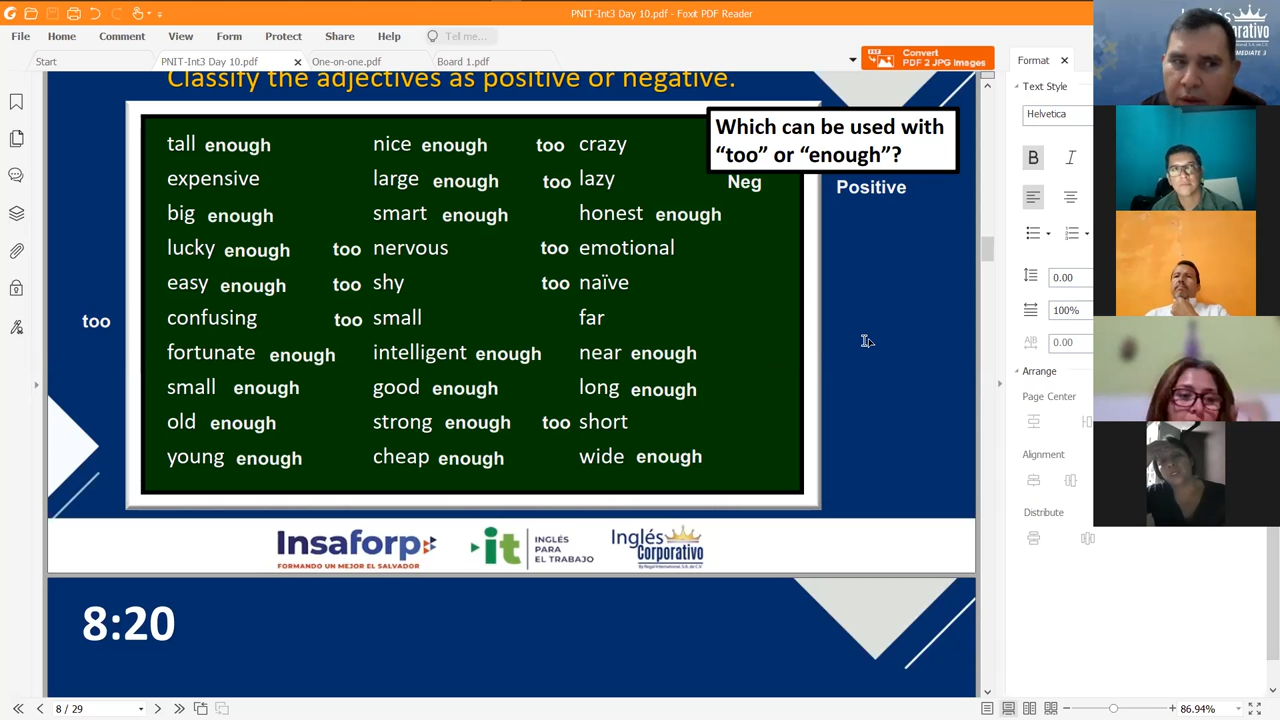 PNIT-Int3 Day 10.pdf - Foxit PDF Reader
File Home Comment View Form Protect Share Help Tell me...
Start PNIT-Int3 Day 10.pdf One-on-one.pdf Board 1.pdf
Convert
PDF 2 JPG Images
Classify the adjectives as positive or negative.
Which can be used with
“too” or “enough”?
Neg Positive
tall enough nice enough too crazy
expensive large enough too lazy
big enough smart enough honest enough
lucky enough too nervous too emotional
easy enough too shy too naïve
too confusing too small far
fortunate enough intelligent enough near enough
small enough good enough long enough
old enough strong enough too short
young enough cheap enough wide enough
Insaforp
FORMANDO UN MEJOR EL SALVADOR
it INGLÉS
PARA
EL TRABAJO
Inglés
Corporativo
By Regal International, S.A. de C.V.
8:20
Format
Text Style
Helvetica
B I
0.00
100%
0.00
Arrange
Page Center
Alignment
Distribute
Inglés
Corporativo
8 / 29
86.94%